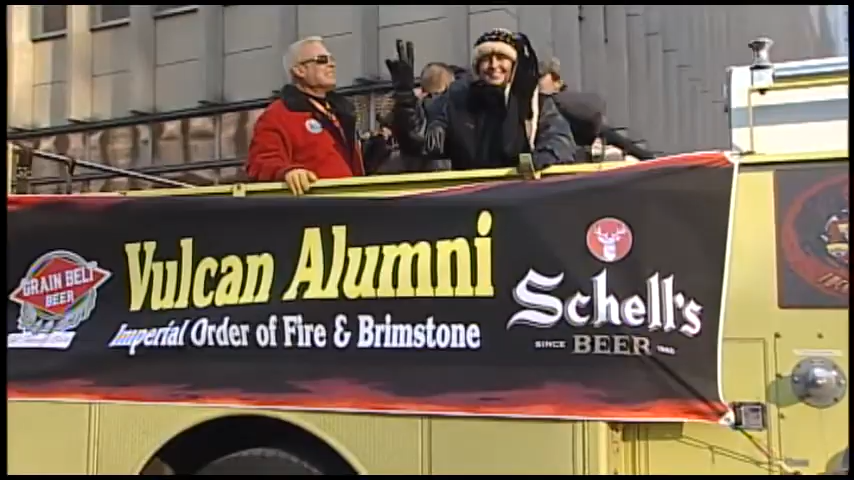 GRAIN BELT
BEER
Vulcan Alumni
Imperial Order of Fire & Brimstone
Schell's
SINCE BEER